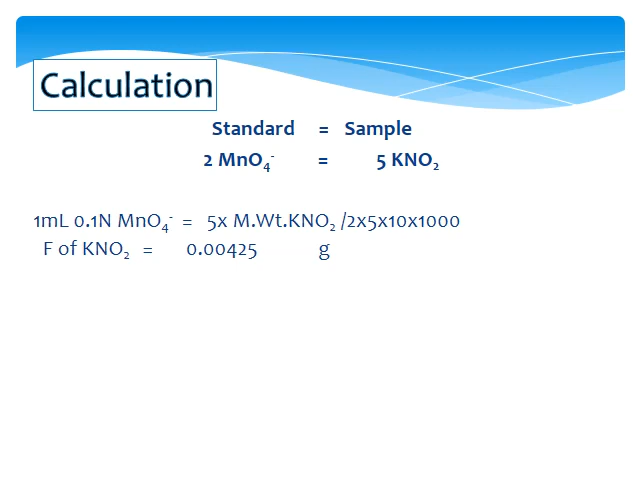 Calculation
Standard = Sample
2 MnO₄⁻ = 5 KNO₂
1mL 0.1N MnO₄⁻ = 5x M.Wt.KNO₂ /2x5x10x1000
F of KNO₂ = 0.00425 g